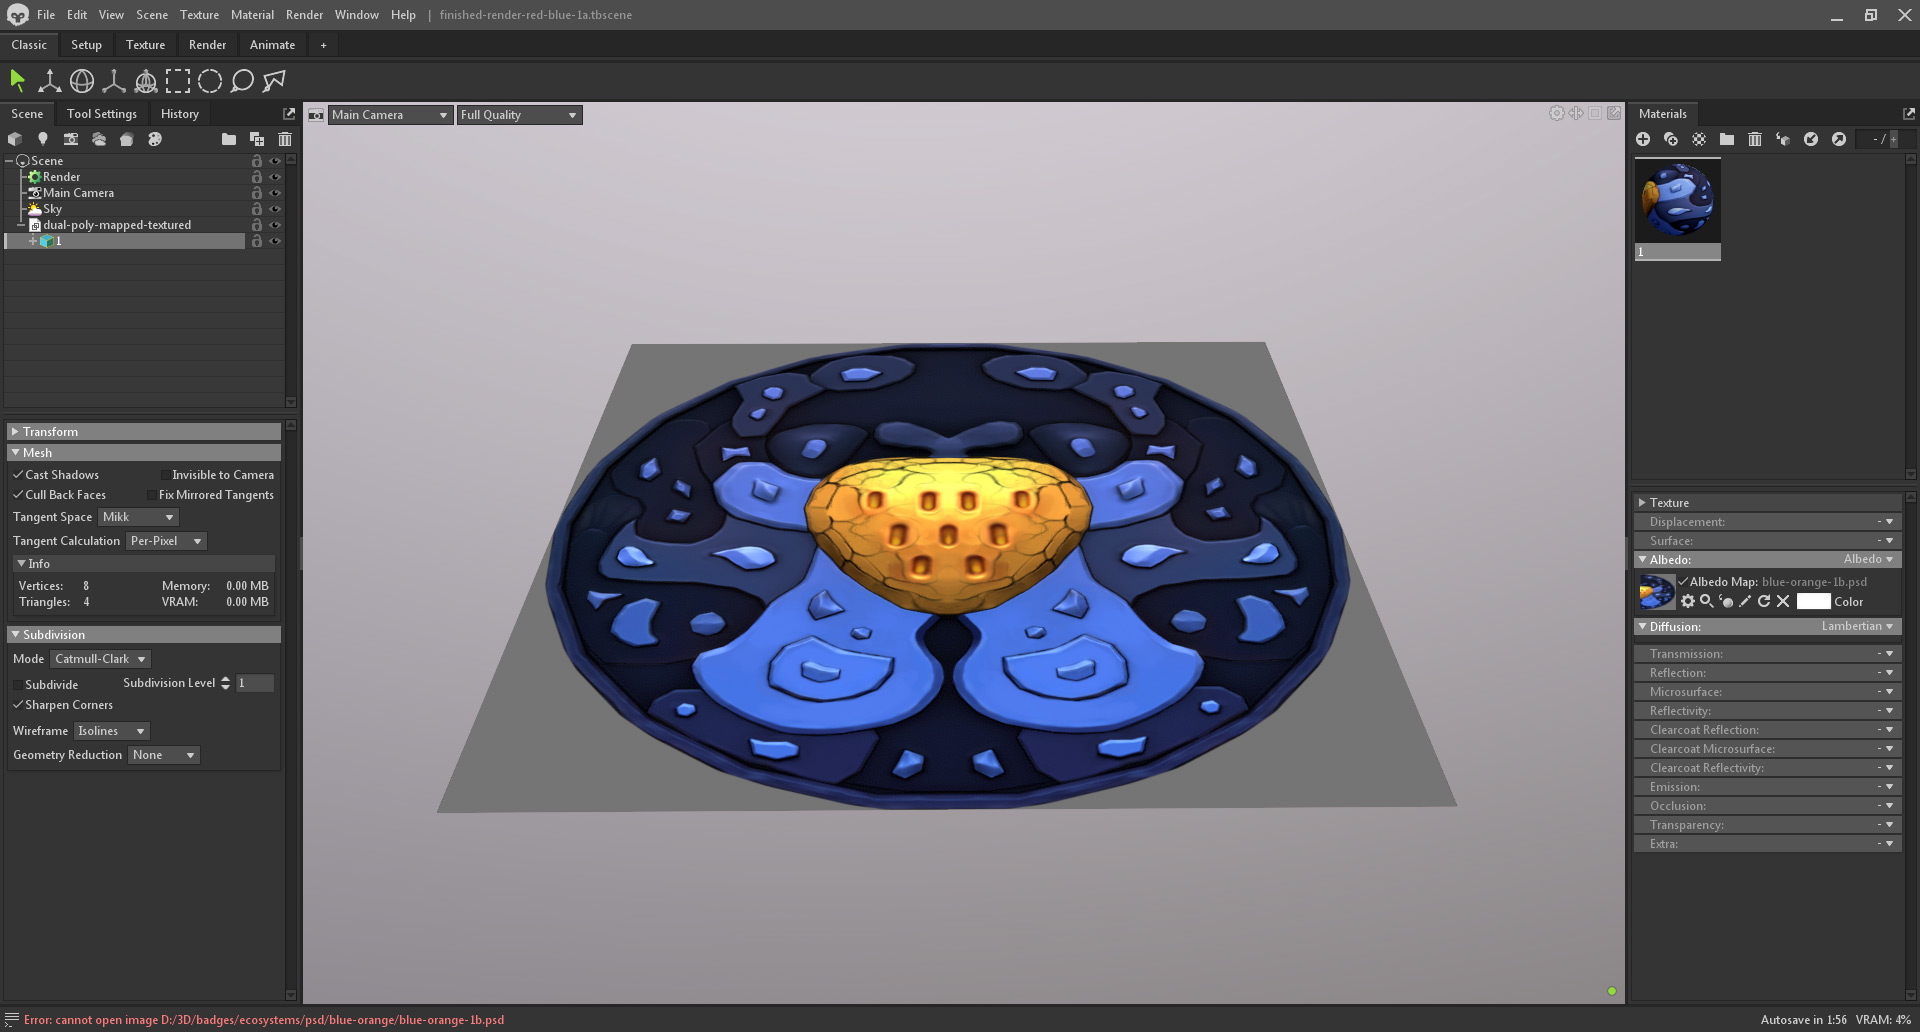 File Edit View Scene Texture Material Render Window Help | finished-render-red-blue-1a.tbscene
Classic Setup Texture Render Animate +
Scene Tool Settings History
Main Camera Full Quality
Materials
- / +
Scene
Render
Main Camera
Sky
dual-poly-mapped-textured
1
1
Transform
Mesh
Cast Shadows Invisible to Camera
Cull Back Faces Fix Mirrored Tangents
Tangent Space Mikk
Tangent Calculation Per-Pixel
Info
Vertices: 8 Memory: 0.00 MB
Triangles: 4 VRAM: 0.00 MB
Subdivision
Mode Catmull-Clark
Subdivide Subdivision Level 1
Sharpen Corners
Wireframe Isolines
Geometry Reduction None
Texture
Displacement: -
Surface: -
Albedo: Albedo
Albedo Map: blue-orange-1b.psd
Color
Diffusion: Lambertian
Transmission: -
Reflection: -
Microsurface: -
Reflectivity: -
Clearcoat Reflection: -
Clearcoat Microsurface: -
Clearcoat Reflectivity: -
Emission: -
Occlusion: -
Transparency: -
Extra: -
Error: cannot open image D:/3D/badges/ecosystems/psd/blue-orange/blue-orange-1b.psd
Autosave in 1:56 VRAM: 4%